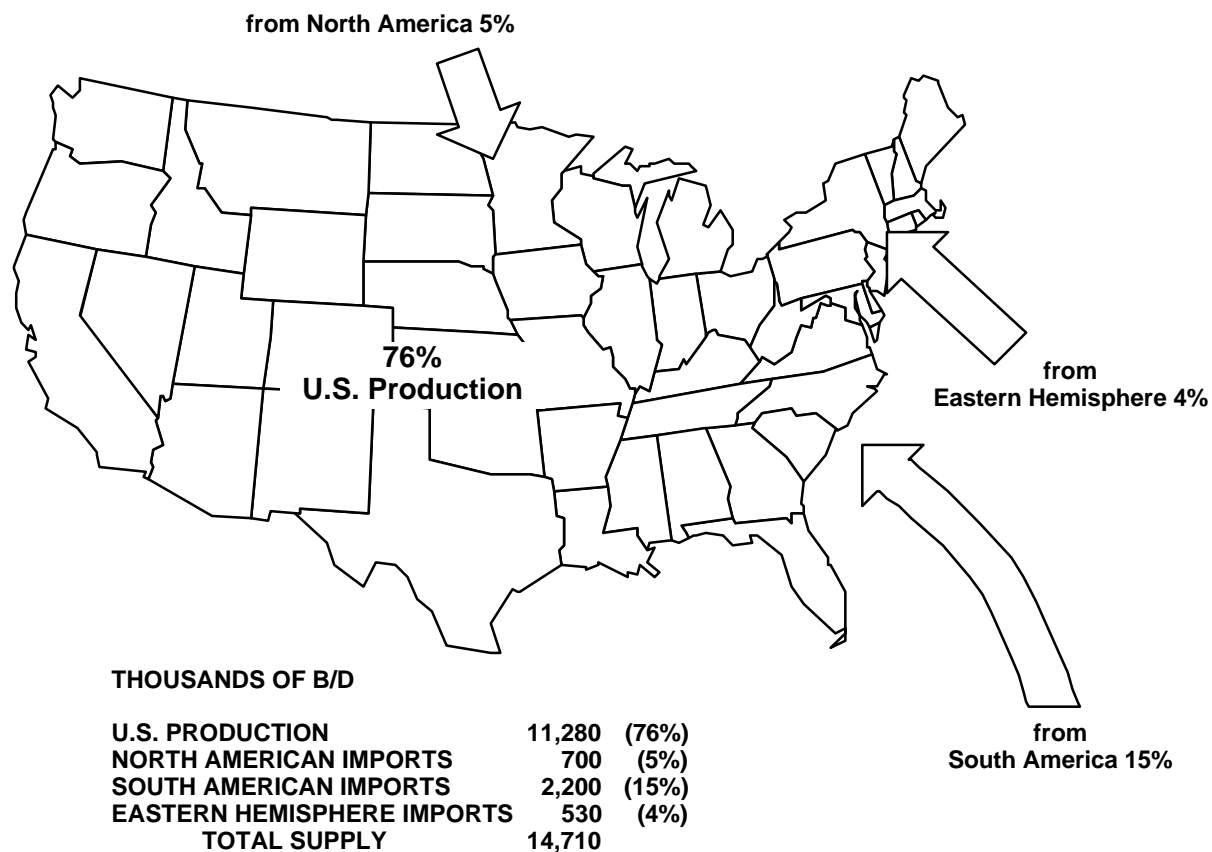 from North America 5%
76%
U.S. Production
from
Eastern Hemisphere 4%
from
South America 15%
THOUSANDS OF B/D
U.S. PRODUCTION 11,280 (76%)
NORTH AMERICAN IMPORTS 700 (5%)
SOUTH AMERICAN IMPORTS 2,200 (15%)
EASTERN HEMISPHERE IMPORTS 530 (4%)
TOTAL SUPPLY 14,710